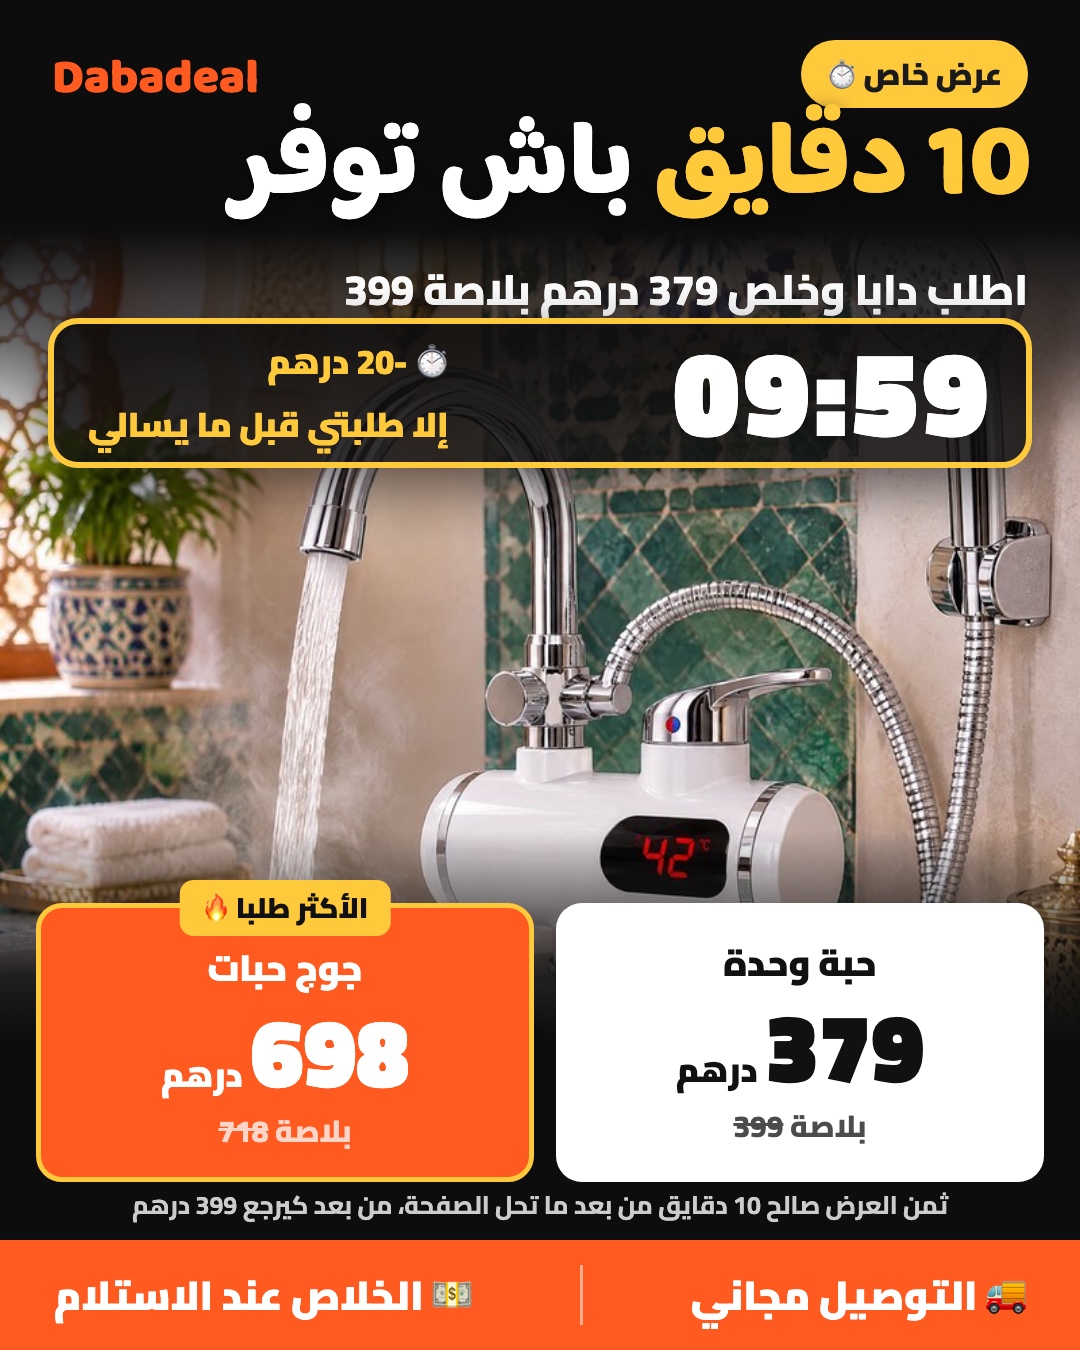 Dabadeal
عرض خاص ⏱️
10 دقايق باش توفر
اطلب دابا وخلص 379 درهم بلاصة 399
09:59
⏱️ -20 درهم
إلا طلبتي قبل ما يسالي
42 °C
حبة وحدة
379 درهم
بلاصة 399
الأكثر طلبا 🔥
جوج حبات
698 درهم
بلاصة 718
ثمن العرض صالح 10 دقايق من بعد ما تحل الصفحة، من بعد كيرجع 399 درهم
🚚 التوصيل مجاني
💵 الخلاص عند الاستلام